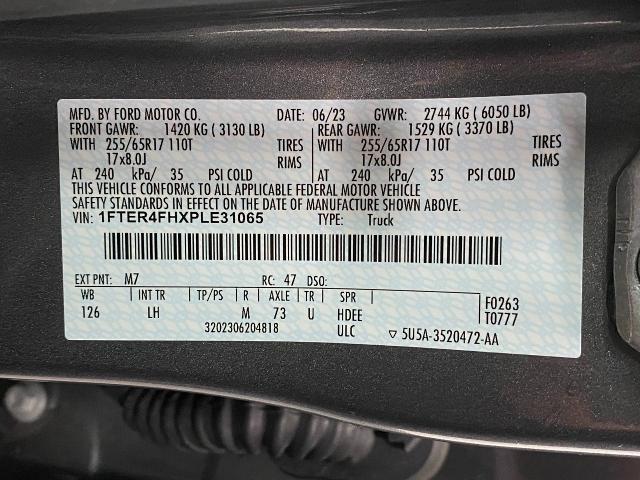 MFD. BY FORD MOTOR CO. DATE: 06/23 GVWR: 2744 KG ( 6050 LB)
FRONT GAWR: 1420 KG ( 3130 LB) REAR GAWR: 1529 KG ( 3370 LB)
WITH 255/65R17 110T TIRES WITH 255/65R17 110T TIRES
17x8.0J RIMS 17x8.0J RIMS
AT 240 kPa/ 35 PSI COLD AT 240 kPa/ 35 PSI COLD
THIS VEHICLE CONFORMS TO ALL APPLICABLE FEDERAL MOTOR VEHICLE
SAFETY STANDARDS IN EFFECT ON THE DATE OF MANUFACTURE SHOWN ABOVE.
VIN: 1FTER4FHXPLE31065 TYPE: Truck
EXT PNT: M7 RC: 47 DSO:
WB INT TR TP/PS R AXLE TR SPR F0263
126 LH M 73 U HDEE T0777
3202306204818 ULC ▽ 5U5A-3520472-AA